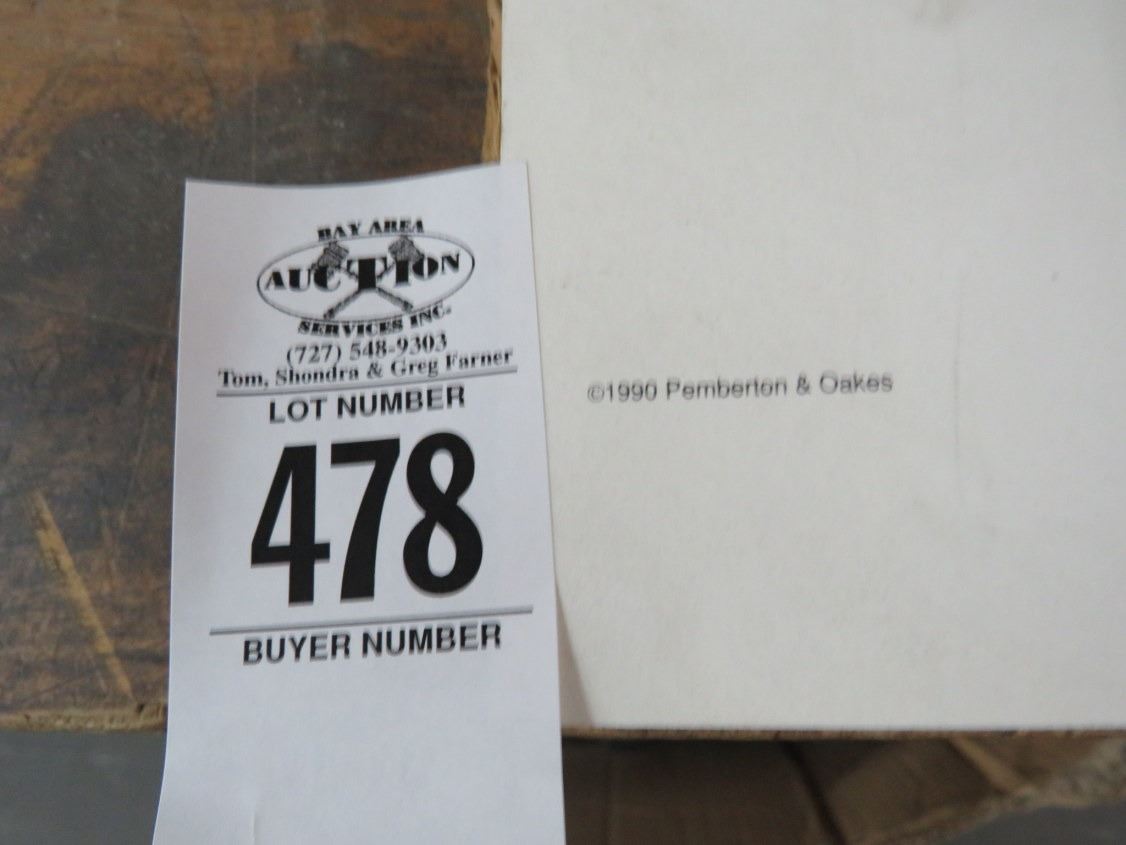 BAY AREA
AUCTION
SERVICES INC.
(727) 548-9303
Tom, Shondra & Greg Farner
LOT NUMBER
478
BUYER NUMBER
©1990 Pemberton & Oakes